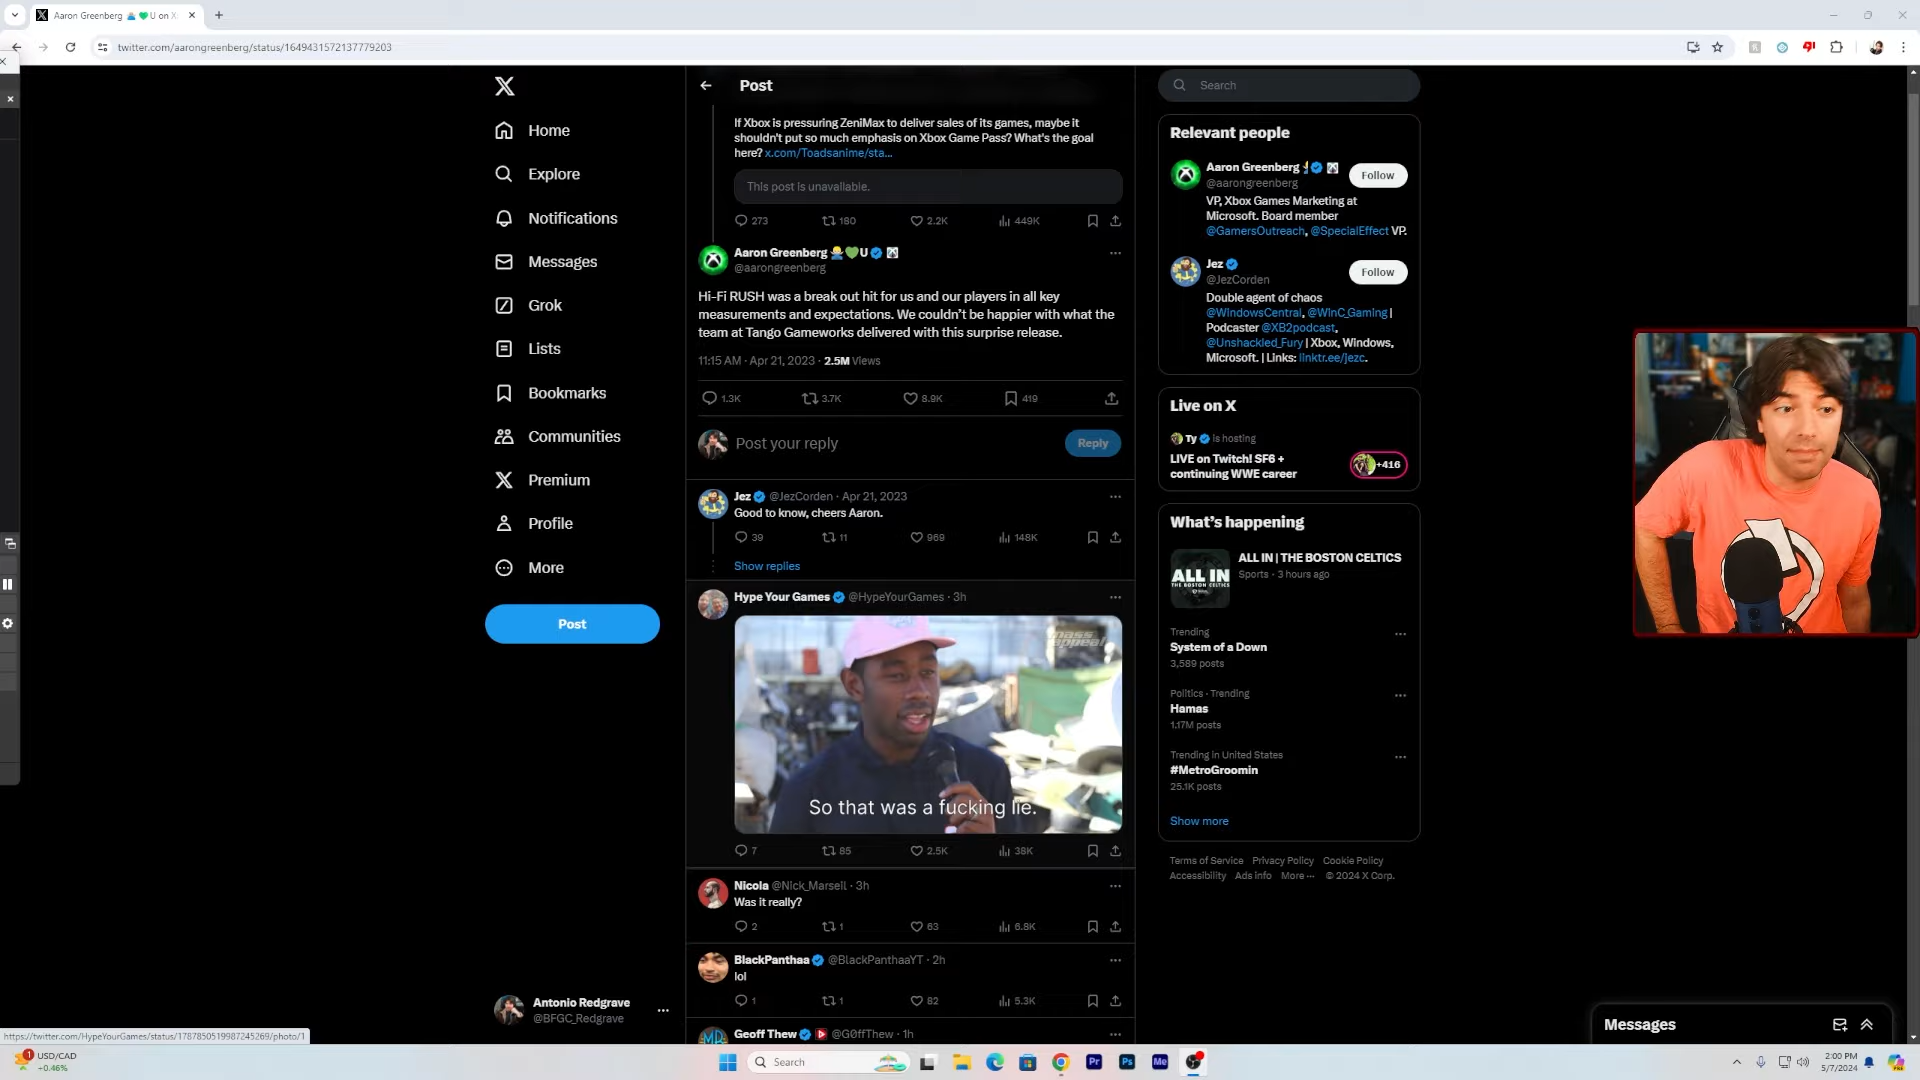 Aaron Greenberg
U on X
twitter.com/aarongreenberg/status/1649431572137779203
Home
Explore
Notifications
Messages
Grok
Lists
Bookmarks
Communities
Premium
Profile
More
Post
Antonio Redgrave
@BFGC_Redgrave
Post
If Xbox is pressuring ZeniMax to deliver sales of its games, maybe it
shouldn't put so much emphasis on Xbox Game Pass? What's the goal
here? x.com/Toadsanime/sta...
This post is unavailable.
273 180 2.2K 449K
Aaron Greenberg 🙇‍♂️💚U
@aarongreenberg
Hi-Fi RUSH was a break out hit for us and our players in all key
measurements and expectations. We couldn't be happier with what the
team at Tango Gameworks delivered with this surprise release.
11:15 AM · Apr 21, 2023 · 2.5M Views
1.3K 3.7K 8.9K 419
Post your reply
Reply
Jez @JezCorden · Apr 21, 2023
Good to know, cheers Aaron.
39 11 969 148K
Show replies
Hype Your Games @HypeYourGames · 3h
mass
appeal
So that was a fucking lie.
7 85 2.5K 38K
Nicola @Nick_Marsell · 3h
Was it really?
2 1 63 6.8K
BlackPanthaa @BlackPanthaaYT · 2h
lol
1 1 82 5.3K
Geoff Thew @G0ffThew · 1h
Search
Relevant people
Aaron Greenberg
@aarongreenberg
Follow
VP, Xbox Games Marketing at
Microsoft. Board member
@GamersOutreach, @SpecialEffect VP.
Jez
@JezCorden
Follow
Double agent of chaos
@WindowsCentral, @WinC_Gaming |
Podcaster @XB2podcast,
@Unshackled_Fury | Xbox, Windows,
Microsoft. | Links: linktr.ee/jezc.
Live on X
Ty is hosting
LIVE on Twitch! SF6 +
continuing WWE career
+416
What's happening
ALL IN
THE BOSTON CELTICS
ALL IN | THE BOSTON CELTICS
Sports · 3 hours ago
Trending
System of a Down
3,589 posts
Politics · Trending
Hamas
1.17M posts
Trending in United States
#MetroGroomin
25.1K posts
Show more
Terms of Service Privacy Policy Cookie Policy
Accessibility Ads info More ··· © 2024 X Corp.
Messages
https://twitter.com/HypeYourGames/status/1787850519987245269/photo/1
1
USD/CAD
+0.46%
Search
Pr
Ps
Me
2:00 PM
5/7/2024